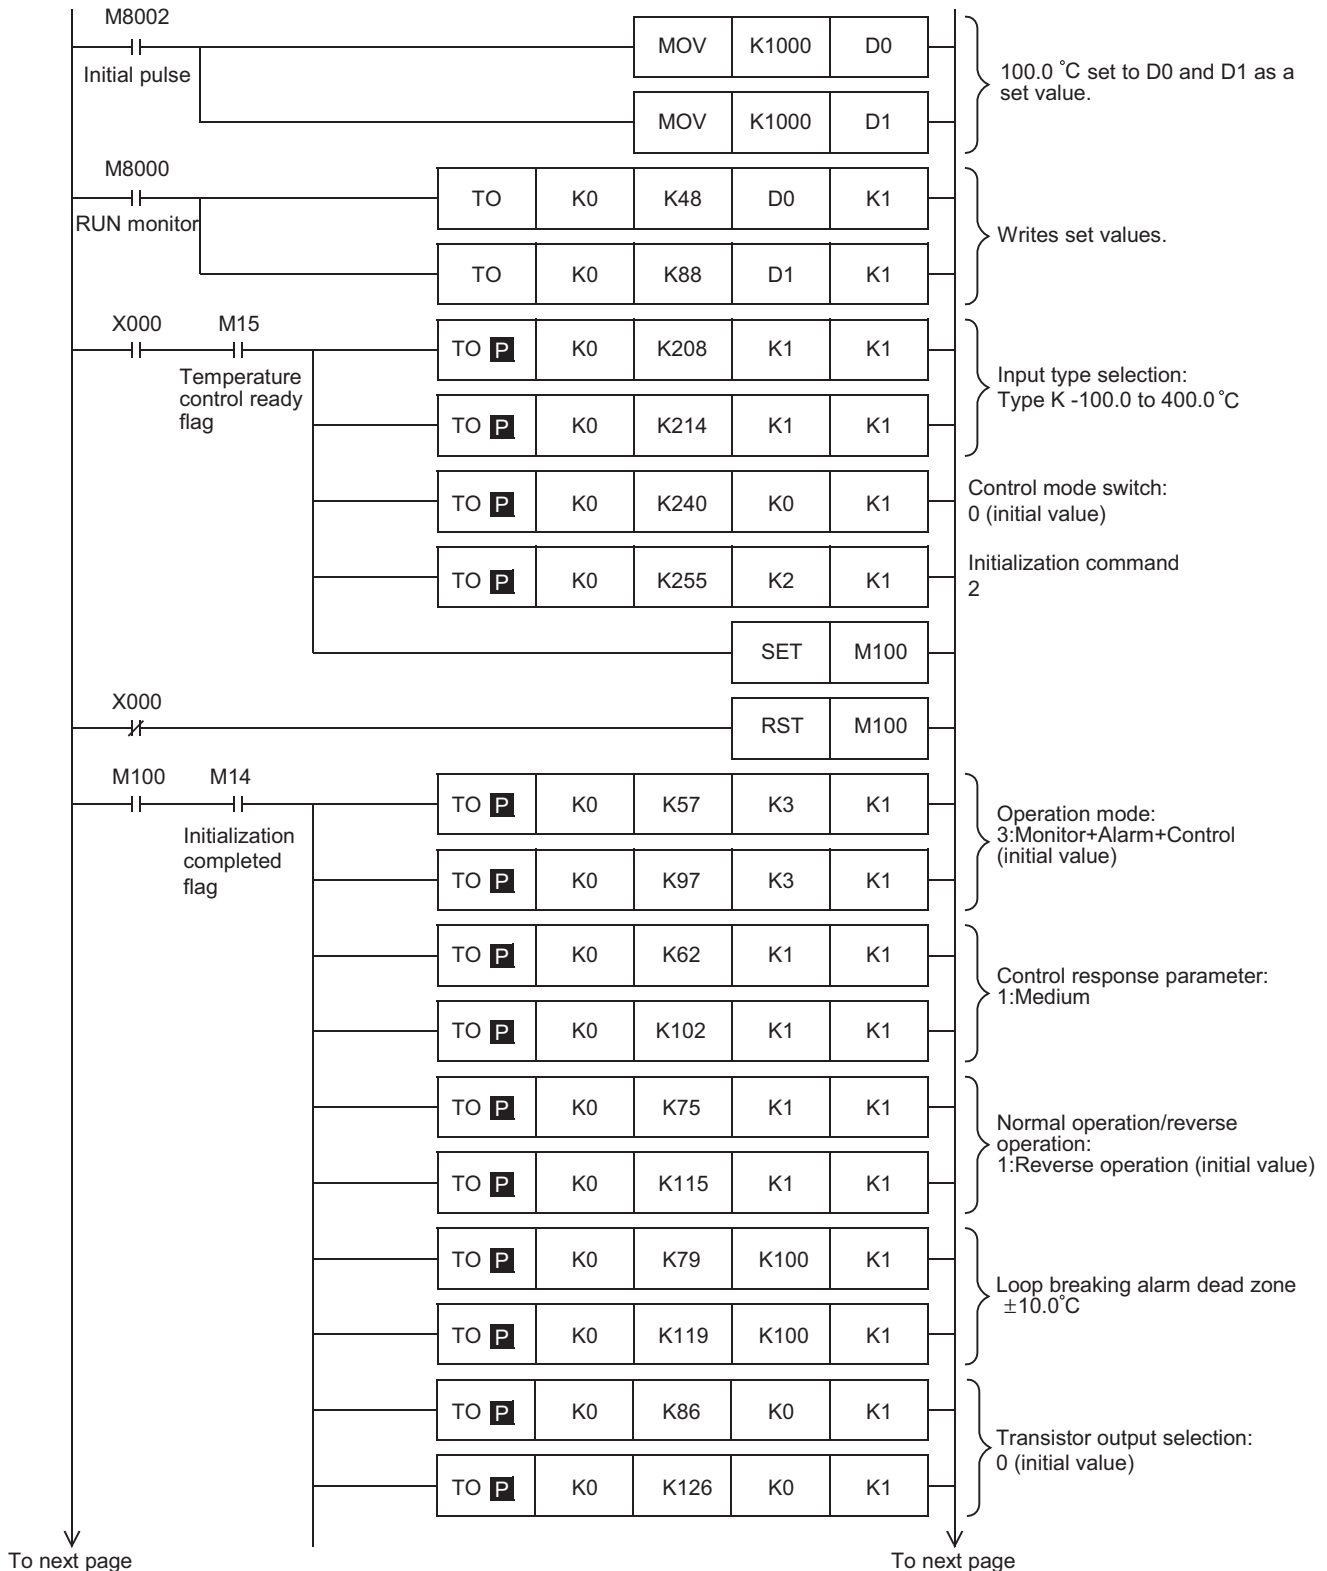 M8002
Initial pulse
MOV K1000 D0
MOV K1000 D1
100.0 ℃ set to D0 and D1 as a
set value.
M8000
RUN monitor
TO K0 K48 D0 K1
TO K0 K88 D1 K1
Writes set values.
X000 M15
Temperature
control ready
flag
TO P K0 K208 K1 K1
TO P K0 K214 K1 K1
Input type selection:
Type K -100.0 to 400.0℃
TO P K0 K240 K0 K1
Control mode switch:
0 (initial value)
TO P K0 K255 K2 K1
Initialization command
2
SET M100
X000
RST M100
M100 M14
Initialization
completed
flag
TO P K0 K57 K3 K1
TO P K0 K97 K3 K1
Operation mode:
3:Monitor+Alarm+Control
(initial value)
TO P K0 K62 K1 K1
TO P K0 K102 K1 K1
Control response parameter:
1:Medium
TO P K0 K75 K1 K1
TO P K0 K115 K1 K1
Normal operation/reverse
operation:
1:Reverse operation (initial value)
TO P K0 K79 K100 K1
TO P K0 K119 K100 K1
Loop breaking alarm dead zone
±10.0℃
TO P K0 K86 K0 K1
TO P K0 K126 K0 K1
Transistor output selection:
0 (initial value)
To next page
To next page